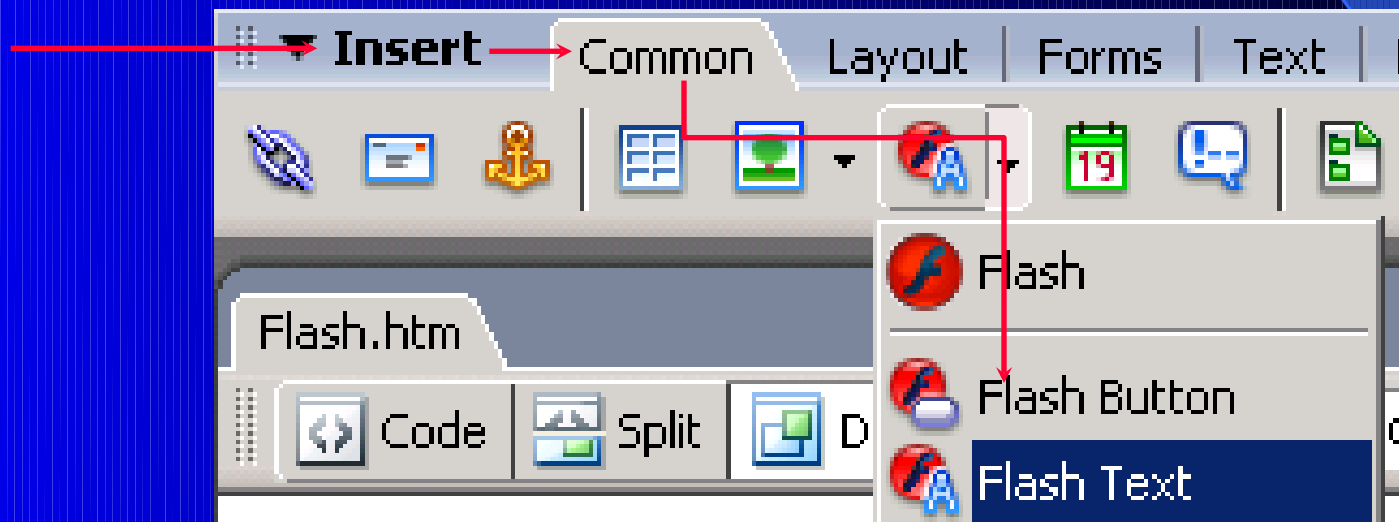 Insert Common Layout Forms Text
19
Flash
Flash.htm
Flash Button
Code Split D
Flash Text